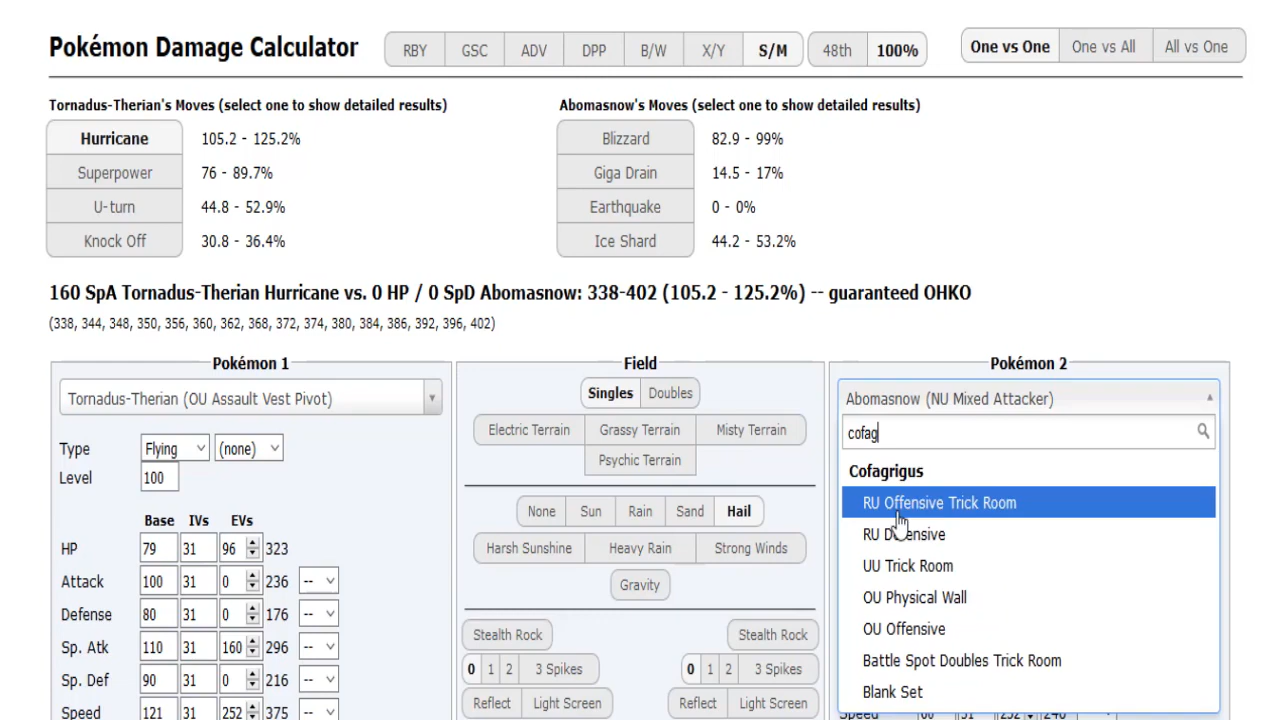 Pokémon Damage Calculator RBY GSC ADV DPP B/W X/Y S/M 48th 100% One vs One One vs All All vs One
Tornadus-Therian's Moves (select one to show detailed results)
Hurricane 105.2 - 125.2%
Superpower 76 - 89.7%
U-turn 44.8 - 52.9%
Knock Off 30.8 - 36.4%
Abomasnow's Moves (select one to show detailed results)
Blizzard 82.9 - 99%
Giga Drain 14.5 - 17%
Earthquake 0 - 0%
Ice Shard 44.2 - 53.2%
160 SpA Tornadus-Therian Hurricane vs. 0 HP / 0 SpD Abomasnow: 338-402 (105.2 - 125.2%) -- guaranteed OHKO
(338, 344, 348, 350, 356, 360, 362, 368, 372, 374, 380, 384, 386, 392, 396, 402)
Pokémon 1
Tornadus-Therian (OU Assault Vest Pivot)
Type Flying (none)
Level 100
Base IVs EVs
HP 79 31 96 323
Attack 100 31 0 236 --
Defense 80 31 0 176 --
Sp. Atk 110 31 160 296 --
Sp. Def 90 31 0 216 --
Speed 121 31 252 375 --
Field
Singles Doubles
Electric Terrain Grassy Terrain Misty Terrain
Psychic Terrain
None Sun Rain Sand Hail
Harsh Sunshine Heavy Rain Strong Winds
Gravity
Stealth Rock Stealth Rock
0 1 2 3 Spikes 0 1 2 3 Spikes
Reflect Light Screen Reflect Light Screen
Pokémon 2
Abomasnow (NU Mixed Attacker)
cofag
Cofagrigus
RU Offensive Trick Room
RU Defensive
UU Trick Room
OU Physical Wall
OU Offensive
Battle Spot Doubles Trick Room
Blank Set
Speed 60 31 252 240